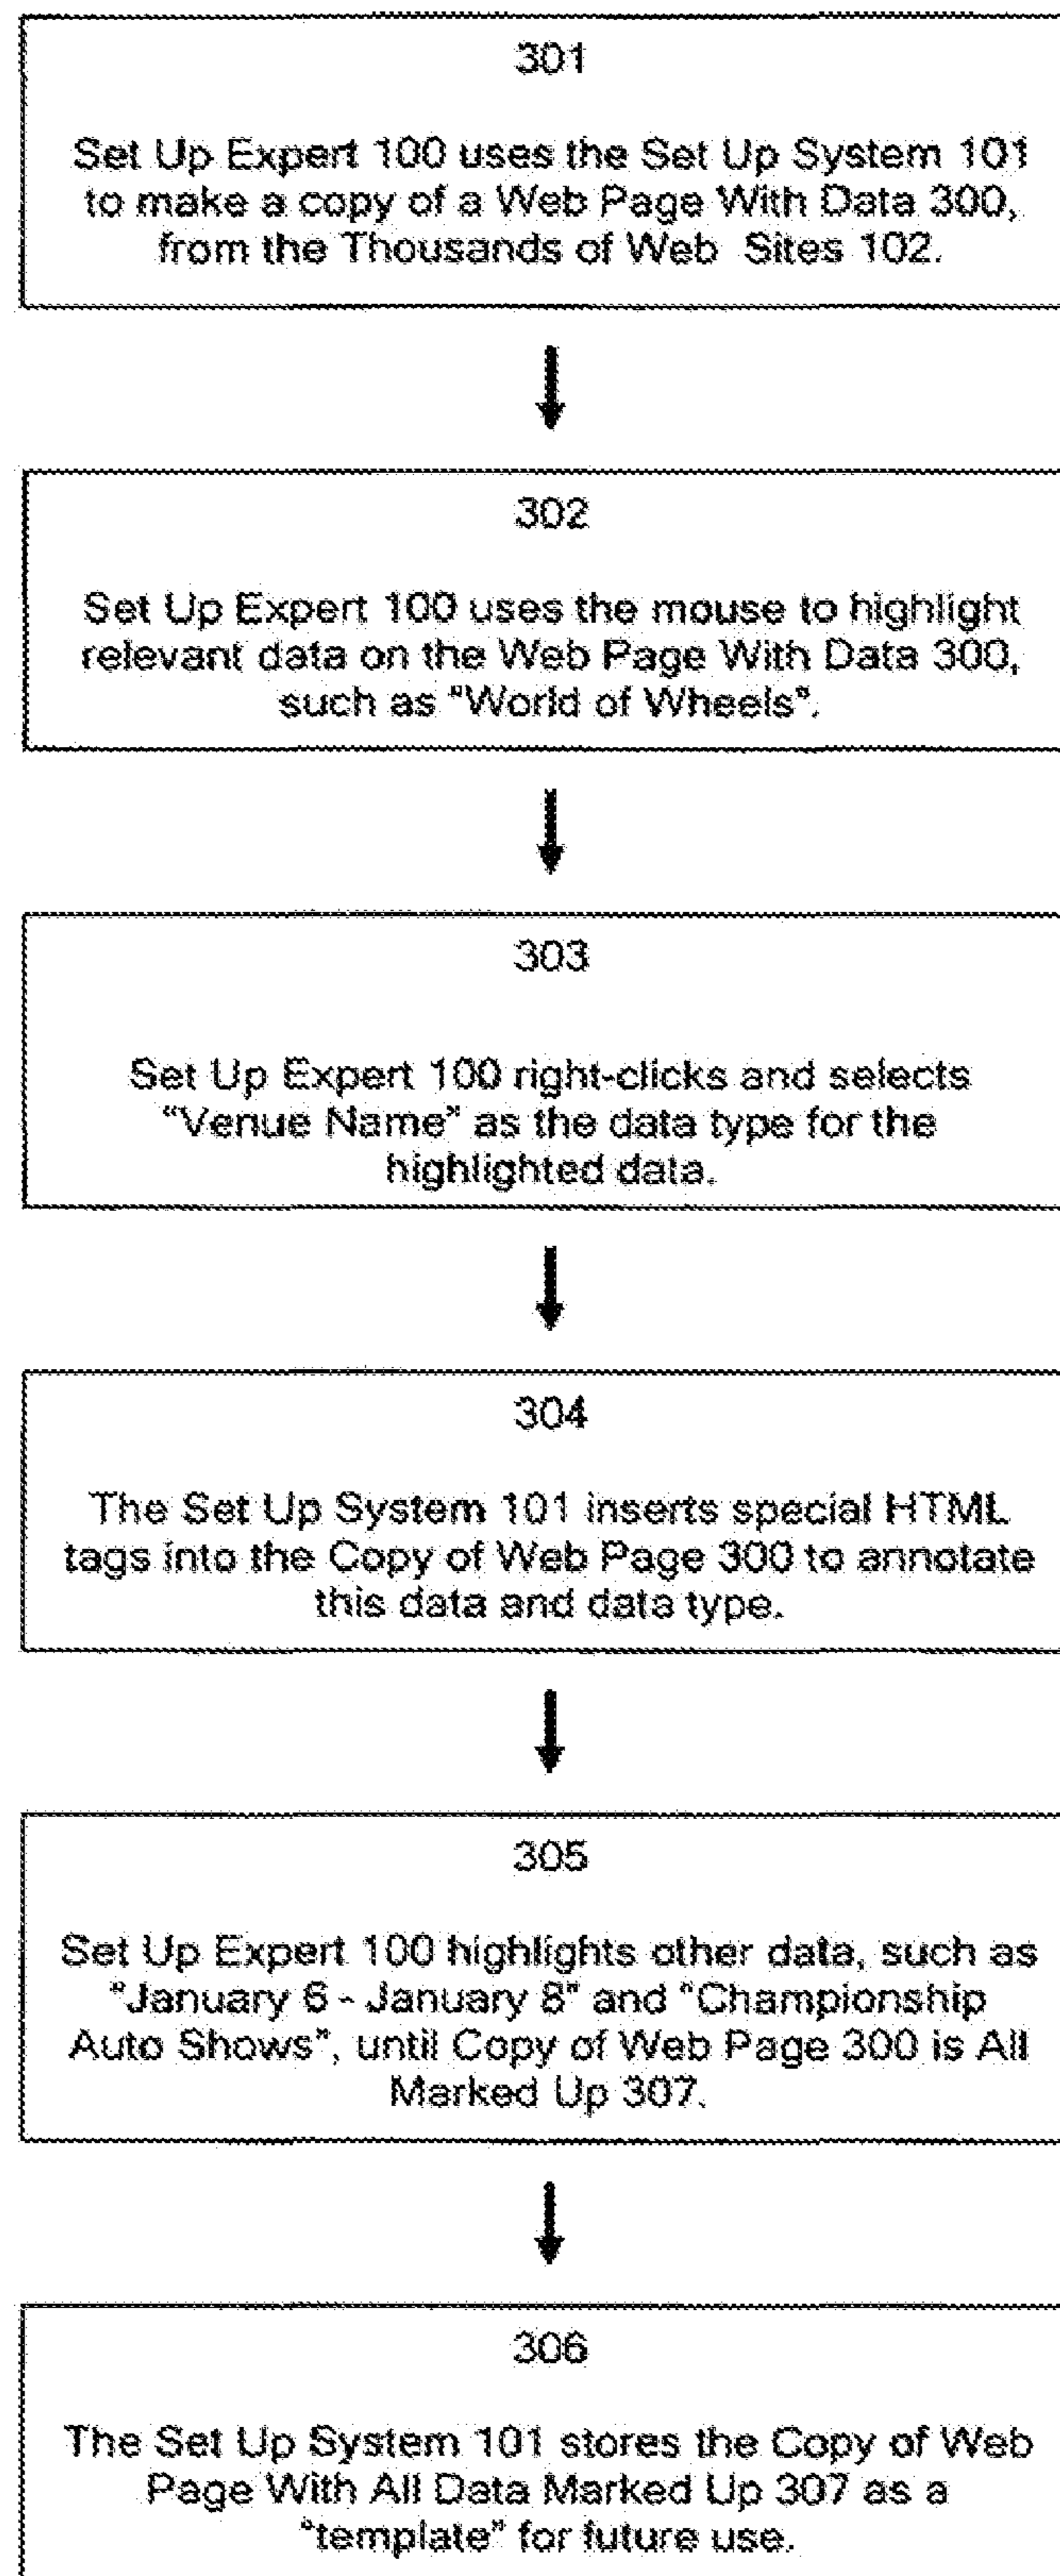 301
Set Up Expert 100 uses the Set Up System 101
to make a copy of a Web Page With Data 300,
from the Thousands of Web Sites 102.
302
Set Up Expert 100 uses the mouse to highlight
relevant data on the Web Page With Data 300,
such as "World of Wheels".
303
Set Up Expert 100 right-clicks and selects
"Venue Name" as the data type for the
highlighted data.
304
The Set Up System 101 inserts special HTML
tags into the Copy of Web Page 300 to annotate
this data and data type.
305
Set Up Expert 100 highlights other data, such as
"January 6 - January 8" and "Championship
Auto Shows", until Copy of Web Page 300 is All
Marked Up 307.
306
The Set Up System 101 stores the Copy of Web
Page With All Data Marked Up 307 as a
"template" for future use.